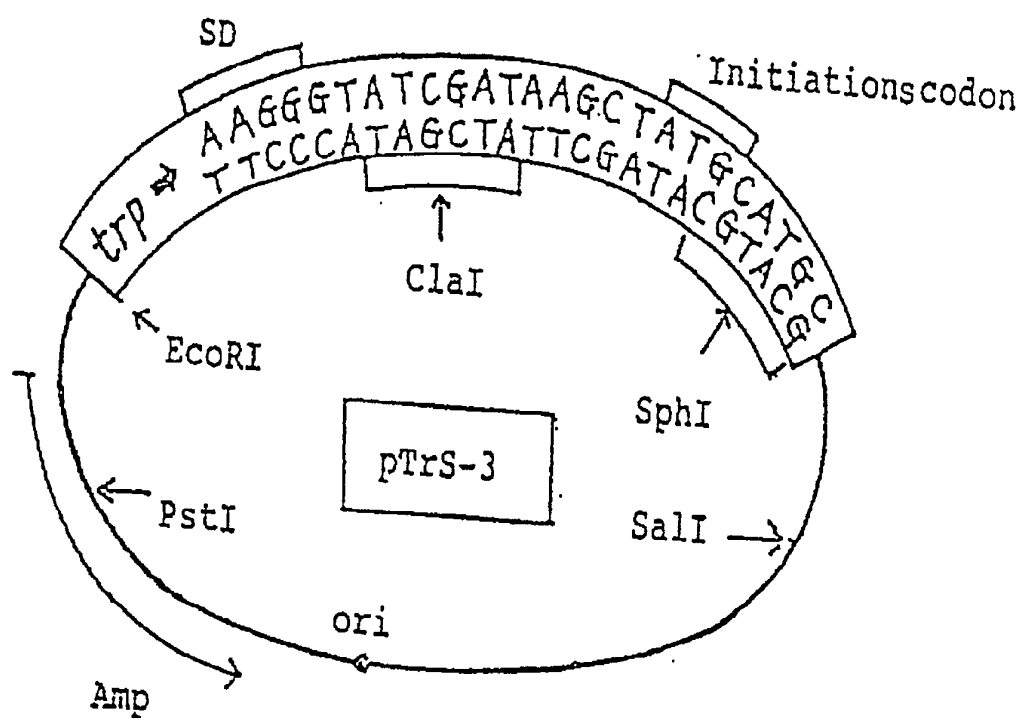 SD
Initiationscodon
AAGGGTATCGATAAGCTATGCATGC
trp ⇒ TTCCCATAGCTATTCGATACGTACG
ClaI
EcoRI
SphI
pTrS-3
PstI
SalI
ori
Amp